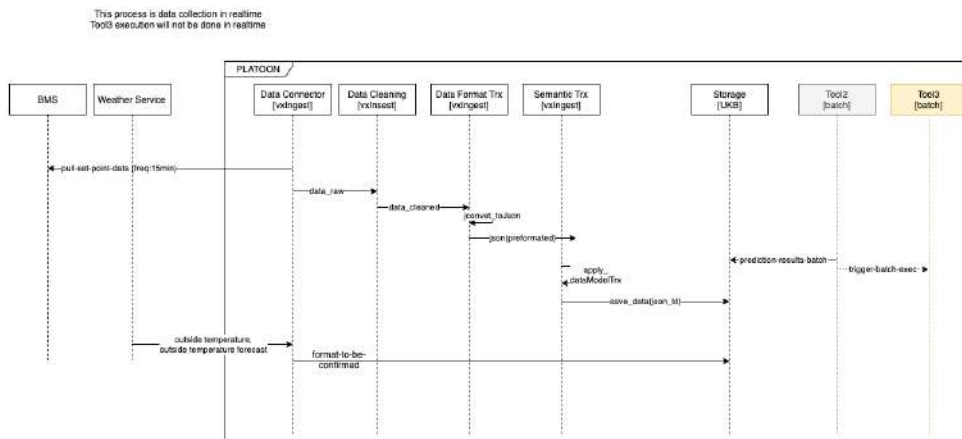 This process is data collection in realtime
Tool3 execution will not be done in realtime
PLATOON
BMS
Weather Service
Data Connector
[vxIngest]
Data Cleaning
[vxInsest]
Data Format Trx
[vxIngest]
Semantic Trx
[vxIngest]
Storage
[UKB]
Tool2
[batch]
Tool3
[batch]
pull-set-point-data (freq:15min)
data_raw
data_cleaned
jconvet_toJson
json(preformated)
prediction-results-batch
trigger-batch-exec
apply_
dataModelTrx
save_data(json_ld)
outside temperature,
outside temperature forecast
format-to-be-
confirmed